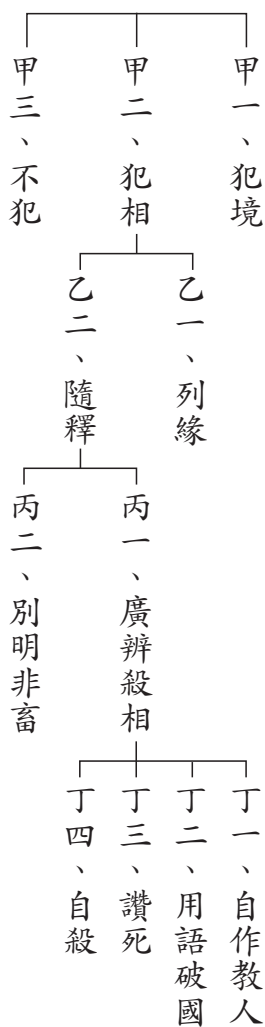 甲一、犯境
甲二、犯相
乙一、列緣
乙二、隨釋
丙一、廣辨殺相
丁一、自作教人
丁二、用語破國
丁三、讚死
丁四、自殺
丙二、別明非畜
甲三、不犯